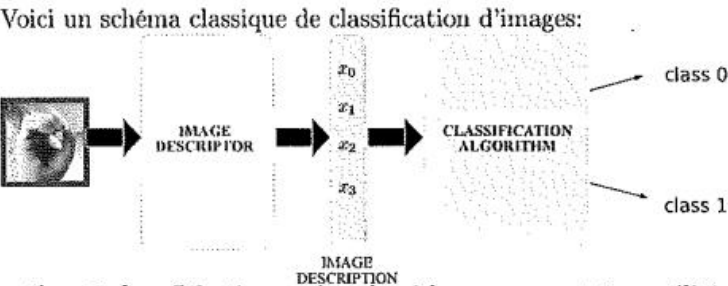 Voici un schéma classique de classification d'images:
class 0
x0
x1
IMAGE
DESCRIPTOR
x2
CLASSIFICATION
ALGORITHM
x3
class 1
IMAGE
DESCRIPTION